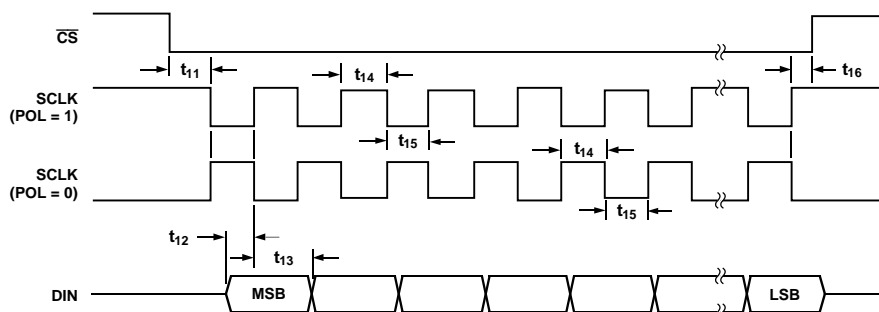 CS
t11
t14
t16
SCLK
(POL = 1)
t15
t14
SCLK
(POL = 0)
t15
t12
t13
DIN
MSB
LSB